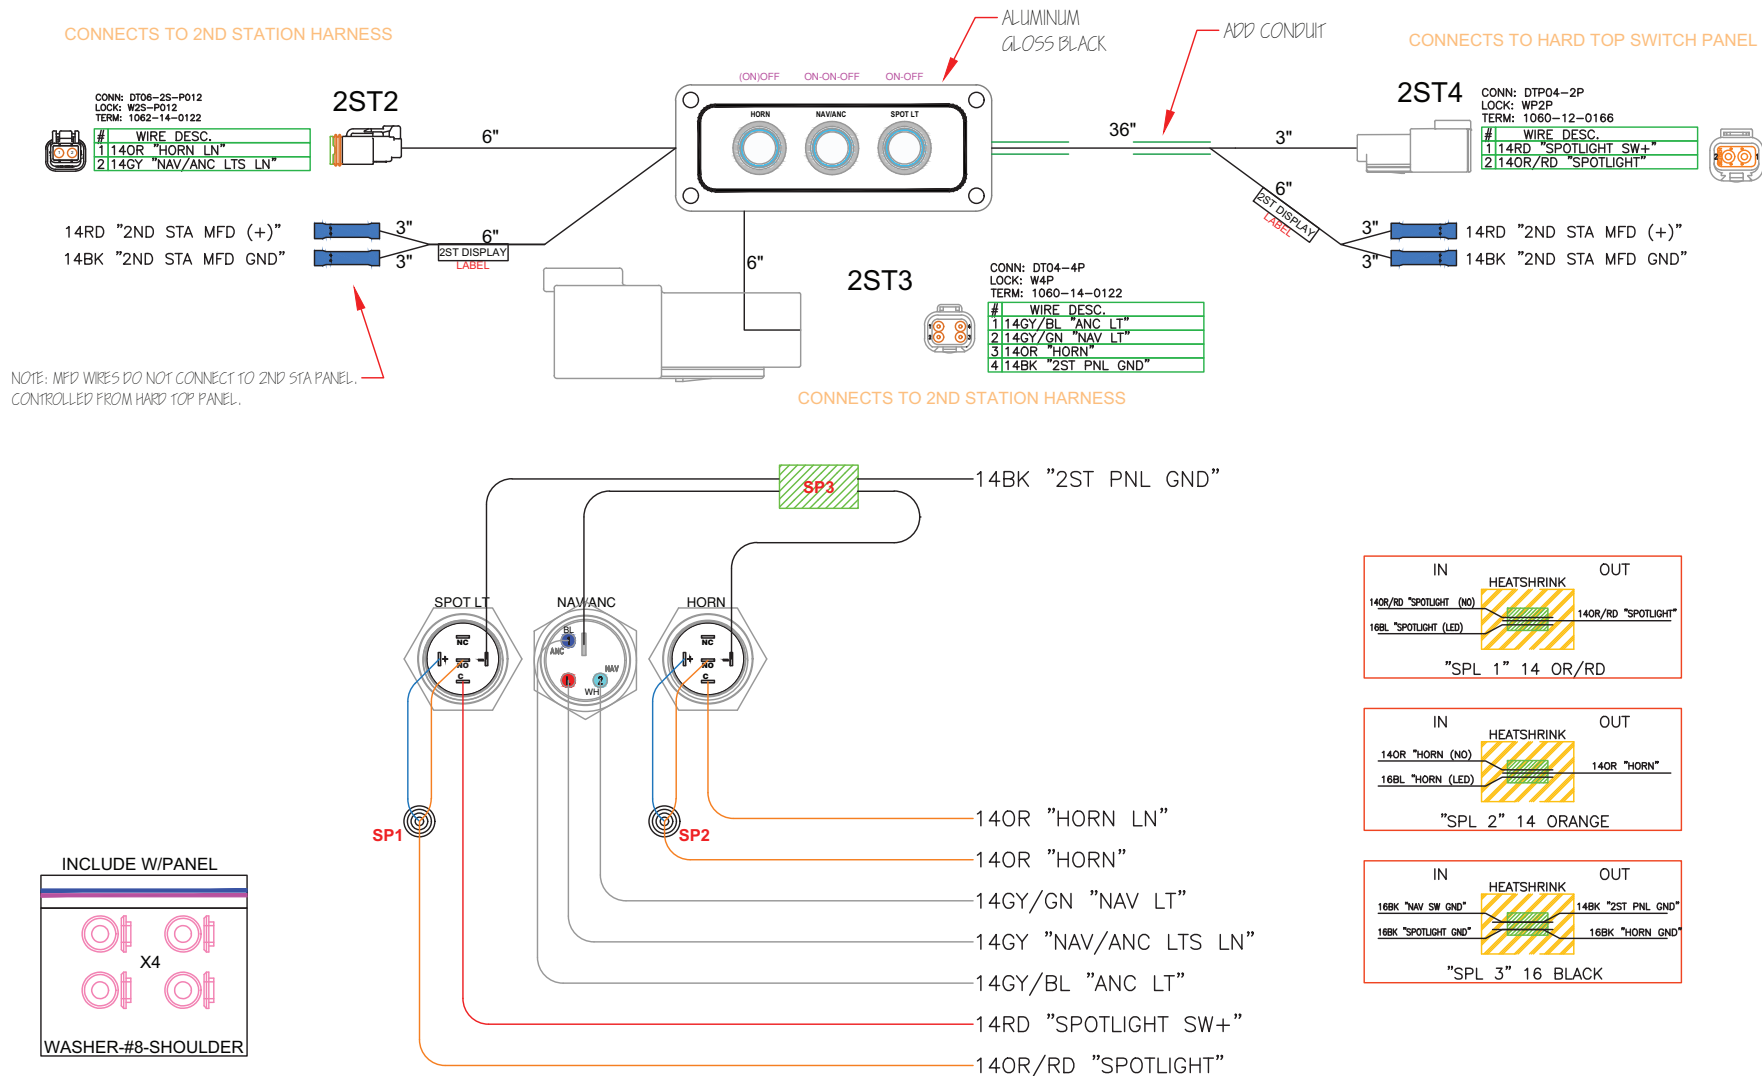 CONNECTS TO 2ND STATION HARNESS
ALUMINUM
GLOSS BLACK
ADD CONDUIT
CONNECTS TO HARD TOP SWITCH PANEL
CONN: DT06-2S-P012
LOCK: W2S-P012
TERM: 1062-14-0122
2ST2
# WIRE DESC.
1 14OR "HORN LN"
2 14GY "NAV/ANC LTS LN"
6"
(ON)OFF ON-ON-OFF ON-OFF
HORN NAV/ANC SPOT LT
36"
3"
2ST4
CONN: DTP04-2P
LOCK: WP2P
TERM: 1060-12-0166
# WIRE DESC.
1 14RD "SPOTLIGHT SW+"
2 14OR/RD "SPOTLIGHT"
2 1
14RD "2ND STA MFD (+)"
14BK "2ND STA MFD GND"
3"
3"
6"
2ST DISPLAY
LABEL
6"
2ST DISPLAY
LABEL
3"
3"
14RD "2ND STA MFD (+)"
14BK "2ND STA MFD GND"
6"
2ST3
CONN: DT04-4P
LOCK: W4P
TERM: 1060-14-0122
# WIRE DESC.
1 14GY/BL "ANC LT"
2 14GY/GN "NAV LT"
3 14OR "HORN"
4 14BK "2ST PNL GND"
NOTE: MFD WIRES DO NOT CONNECT TO 2ND STA PANEL.
CONTROLLED FROM HARD TOP PANEL.
CONNECTS TO 2ND STATION HARNESS
SP3
14BK "2ST PNL GND"
SPOT LT
NAV/ANC
HORN
NC
+ NO -
C
BL
3
ANC
NAV
1 2
WH
NC
+ NO -
C
SP1
SP2
14OR "HORN LN"
14OR "HORN"
14GY/GN "NAV LT"
14GY "NAV/ANC LTS LN"
14GY/BL "ANC LT"
14RD "SPOTLIGHT SW+"
14OR/RD "SPOTLIGHT"
IN OUT
HEATSHRINK
14OR/RD "SPOTLIGHT (NO)
14OR/RD "SPOTLIGHT"
16BL "SPOTLIGHT (LED)
"SPL 1" 14 OR/RD
IN OUT
HEATSHRINK
14OR "HORN (NO)
14OR "HORN"
16BL "HORN (LED)
"SPL 2" 14 ORANGE
IN OUT
HEATSHRINK
16BK "NAV SW GND"
14BK "2ST PNL GND"
16BK "SPOTLIGHT GND"
16BK "HORN GND"
"SPL 3" 16 BLACK
INCLUDE W/PANEL
X4
WASHER-#8-SHOULDER